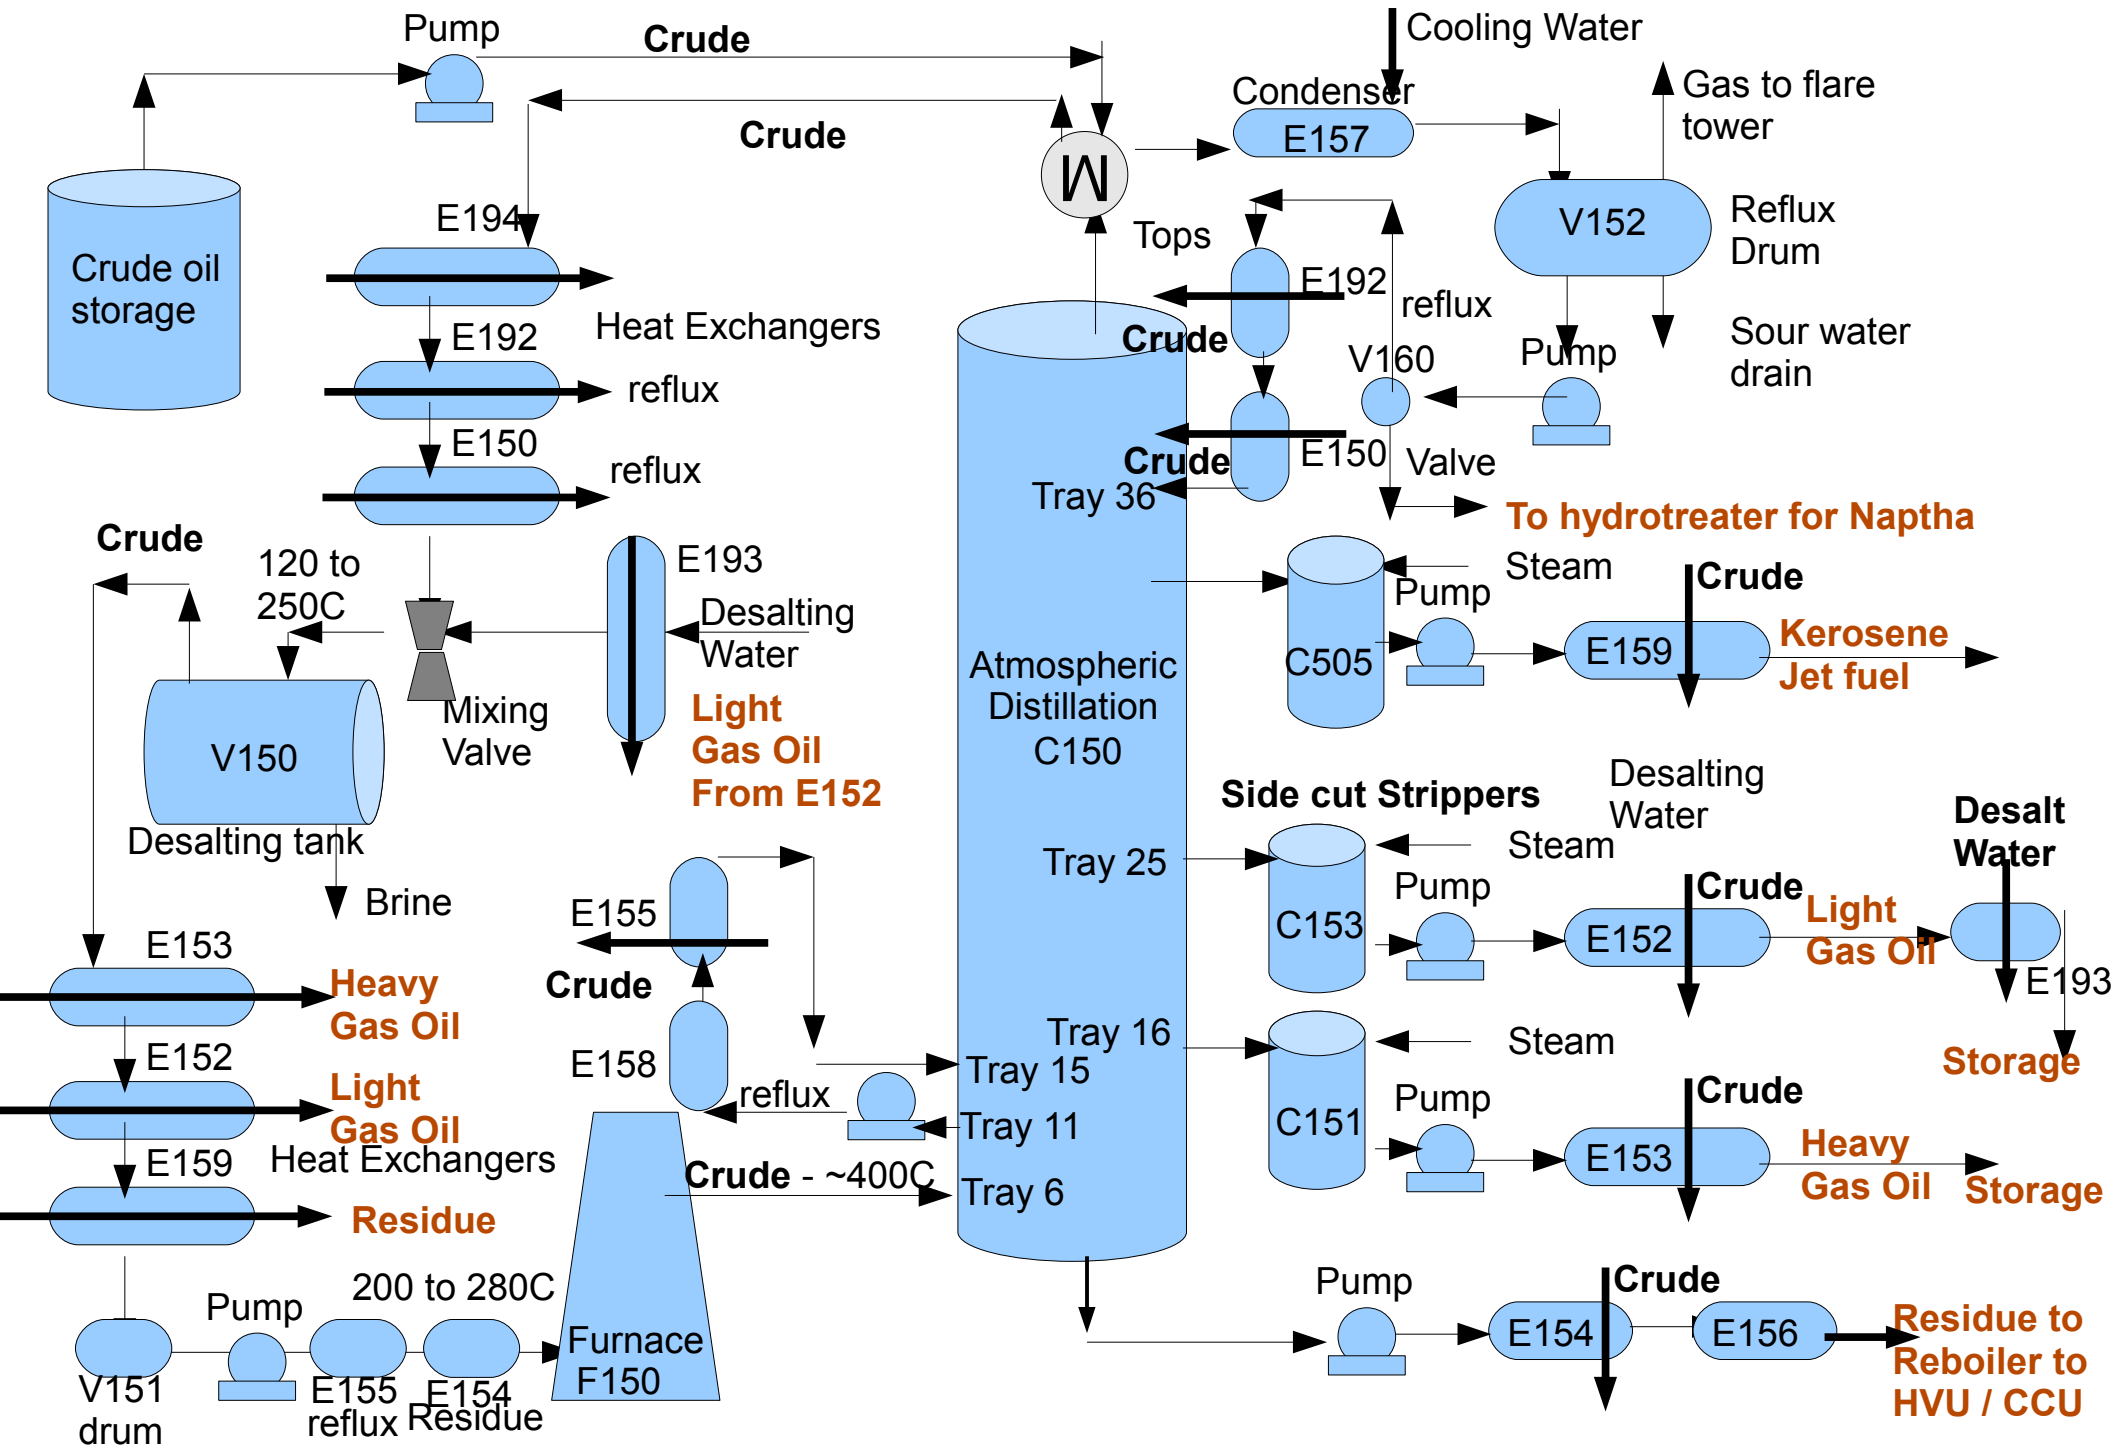 Pump
Crude
Cooling Water
Condenser
E157
Gas to flare
tower
Crude
M
E194
V152
Reflux
Drum
Crude oil
storage
Tops
E192
reflux
Crude
Heat Exchangers
E192
reflux
V160
Pump
Sour water
drain
E150
reflux
Crude
E150
Valve
Tray 36
To hydrotreater for Naptha
Crude
120 to
250C
E193
Desalting
Water
Steam
Crude
Pump
C505
E159
Kerosene
Jet fuel
Atmospheric
Distillation
C150
Mixing
Valve
Light
Gas Oil
From E152
V150
Desalting tank
Brine
Side cut Strippers
Desalting
Water
Desalt
Water
Steam
Tray 25
Pump
Crude
C153
E152
Light
Gas Oil
E193
Storage
E155
Crude
E158
E153
Heavy
Gas Oil
E152
Light
Gas Oil
Heat Exchangers
E159
Residue
Tray 16
Tray 15
reflux
Tray 11
Crude - ~400C
Tray 6
Steam
Pump
Crude
C151
E153
Heavy
Gas Oil
Storage
200 to 280C
Pump
V151
drum
E155
reflux
E154
Residue
Furnace
F150
Pump
Crude
E154
E156
Residue to
Reboiler to
HVU / CCU